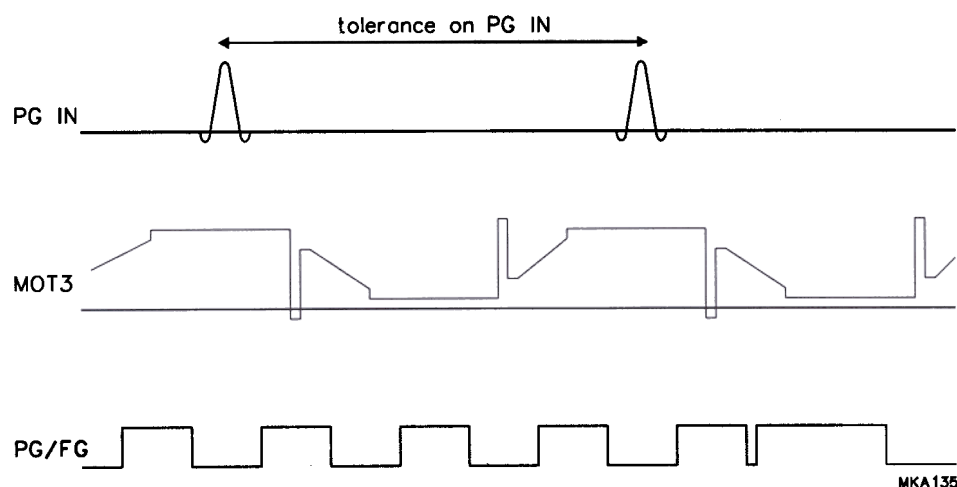 tolerance on PG IN
PG IN
MOT3
PG/FG
MKA135